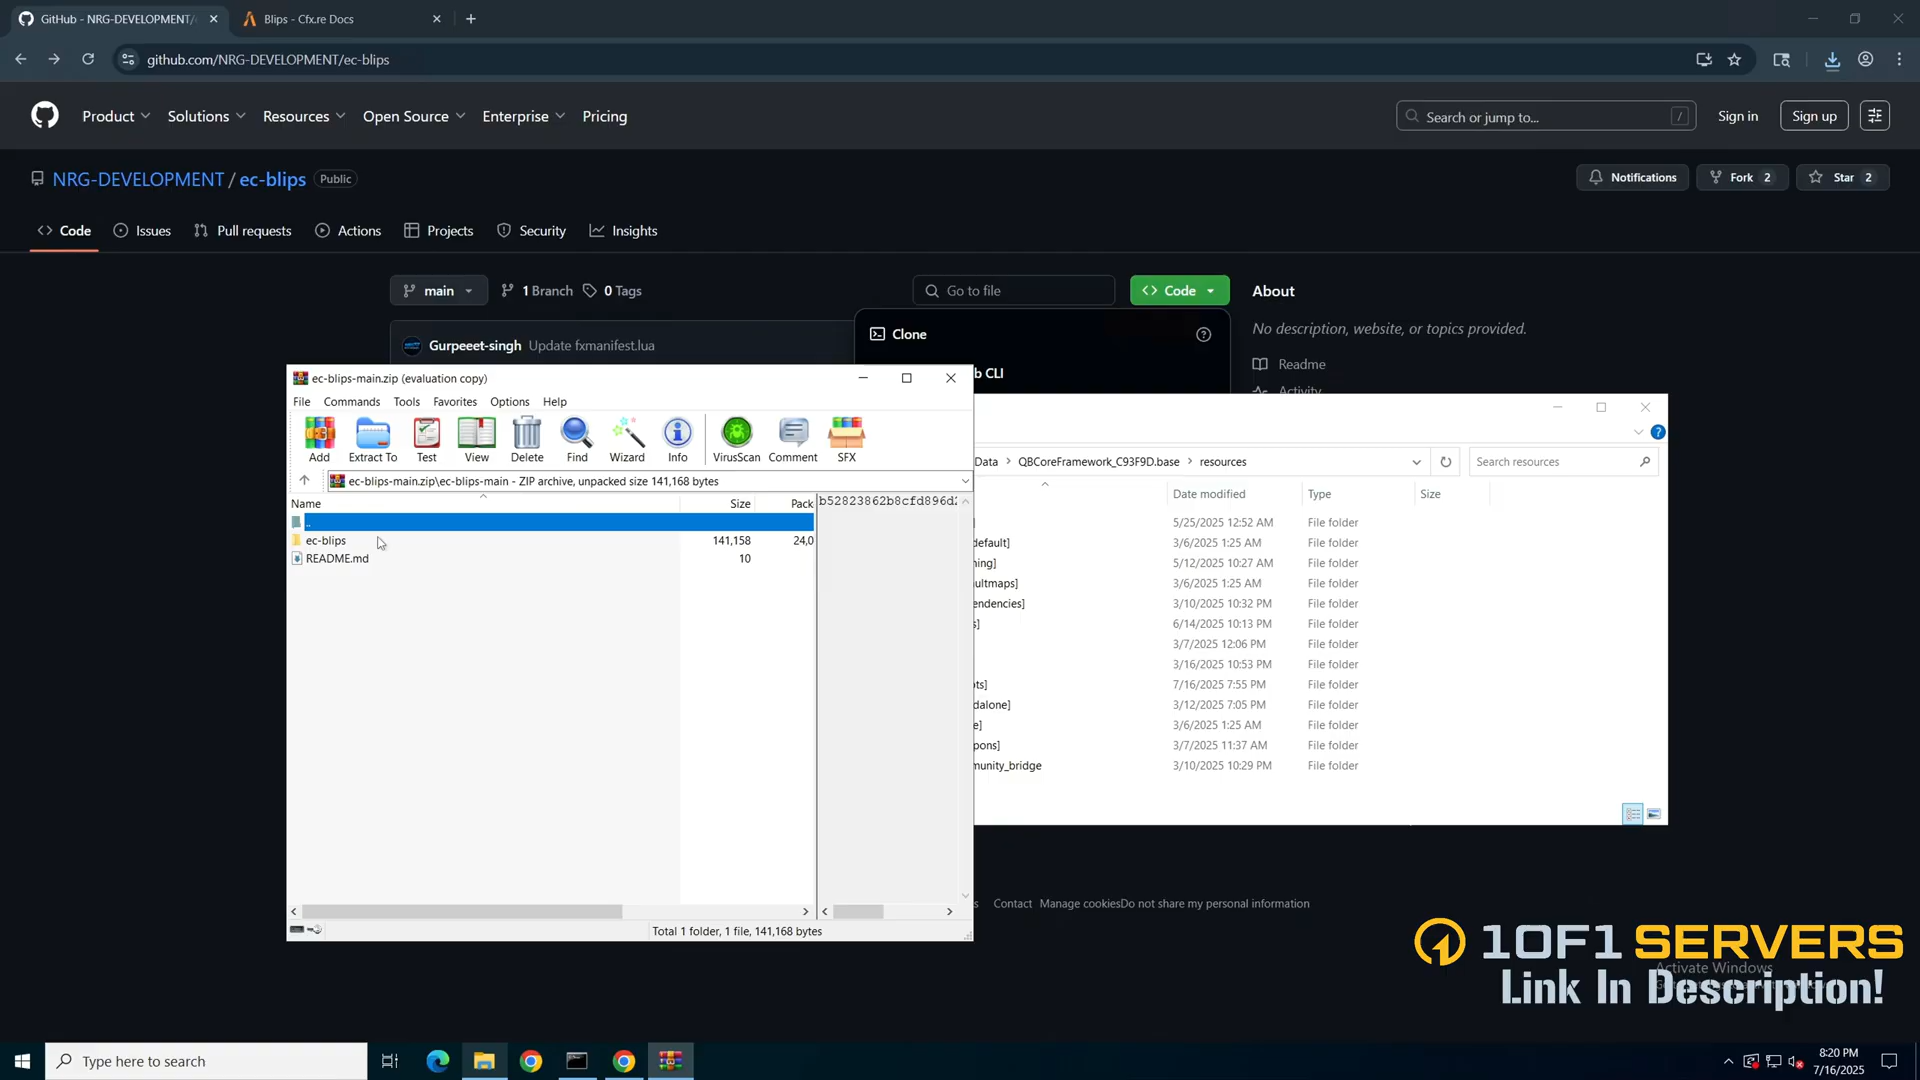 GitHub - NRG-DEVELOPMENT/
Blips - Cfx.re Docs
github.com/NRG-DEVELOPMENT/ec-blips
Product
Solutions
Resources
Open Source
Enterprise
Pricing
Search or jump to...
/
Sign in
Sign up
NRG-DEVELOPMENT / ec-blips
Public
Notifications
Fork 2
Star 2
Code
Issues
Pull requests
Actions
Projects
Security
Insights
main
1 Branch
0 Tags
Go to file
Code
About
Gurpeeet-singh Update fxmanifest.lua
Clone
No description, website, or topics provided.
Readme
Activity
b CLI
ec-blips-main.zip (evaluation copy)
File Commands Tools Favorites Options Help
Add
Extract To
Test
View
Delete
Find
Wizard
Info
VirusScan
Comment
SFX
ec-blips-main.zip\ec-blips-main - ZIP archive, unpacked size 141,168 bytes
Name Size Pack
..
ec-blips 141,158 24,0
README.md 10
b52823862b8cfd896d2
Total 1 folder, 1 file, 141,168 bytes
Data > QBCoreFramework_C93F9D.base > resources
Search resources
Date modified Type Size
] 5/25/2025 12:52 AM File folder
default] 3/6/2025 1:25 AM File folder
ning] 5/12/2025 10:27 AM File folder
ultmaps] 3/6/2025 1:25 AM File folder
endencies] 3/10/2025 10:32 PM File folder
s] 6/14/2025 10:13 PM File folder
3/7/2025 12:06 PM File folder
3/16/2025 10:53 PM File folder
ots] 7/16/2025 7:55 PM File folder
dalone] 3/12/2025 7:05 PM File folder
e] 3/6/2025 1:25 AM File folder
pons] 3/7/2025 11:37 AM File folder
munity_bridge 3/10/2025 10:29 PM File folder
s Contact Manage cookies Do not share my personal information
1OF1 SERVERS
Activate Windows
Link In Description!
Type here to search
8:20 PM
7/16/2025